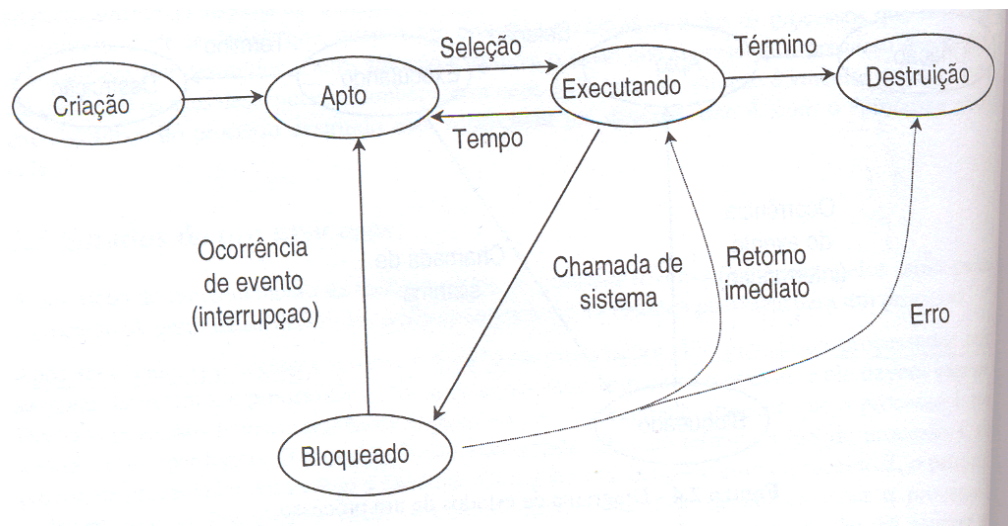 Seleção
Término
Criação
Apto
Executando
Destruição
Tempo
Ocorrência
de evento
(interrupçao)
Chamada de
sistema
Retorno
imediato
Erro
Bloqueado